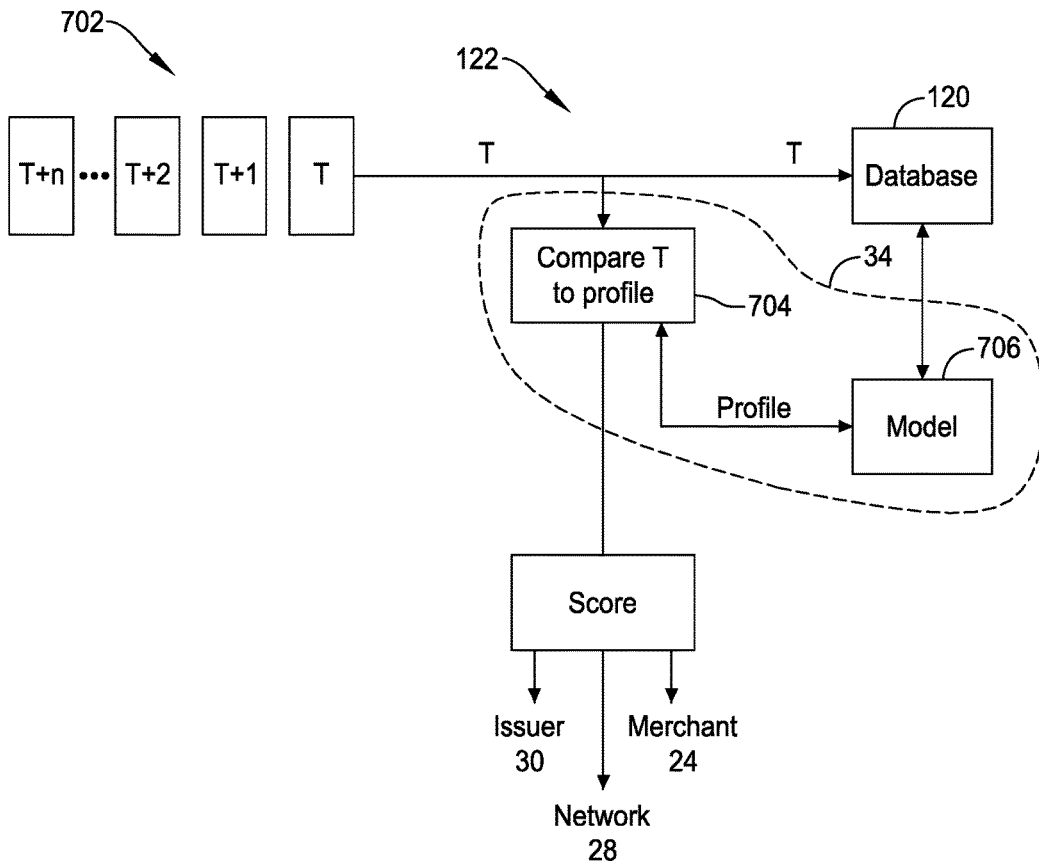 702
122
120
T+n ••• T+2 T+1 T
T
T
Database
34
Compare T
to profile
704
706
Profile
Model
Score
Issuer
30
Merchant
24
Network
28